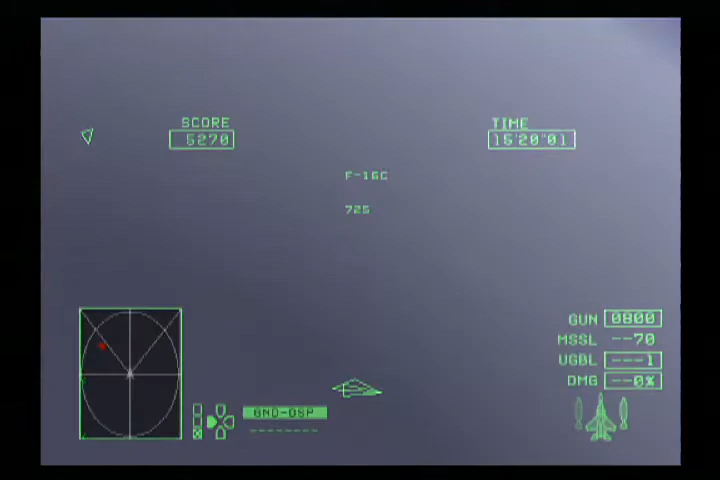 SCORE
5270
TIME
15'20"01
F-16C
725
GUN 0800
MSSL --70
UGBL ---1
DMG --0%
GND-DSP
--------